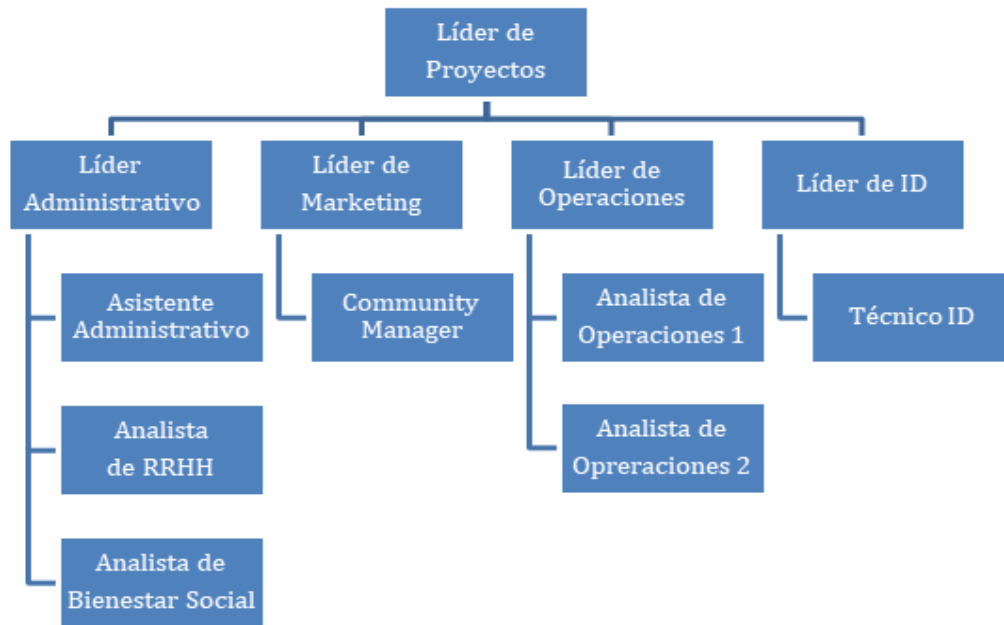 Líder de
Proyectos
Líder
Administrativo
Líder de
Marketing
Líder de
Operaciones
Líder de ID
Asistente
Administrativo
Community
Manager
Analista de
Operaciones 1
Técnico ID
Analista
de RRHH
Analista de
Opreraciones 2
Analista de
Bienestar Social